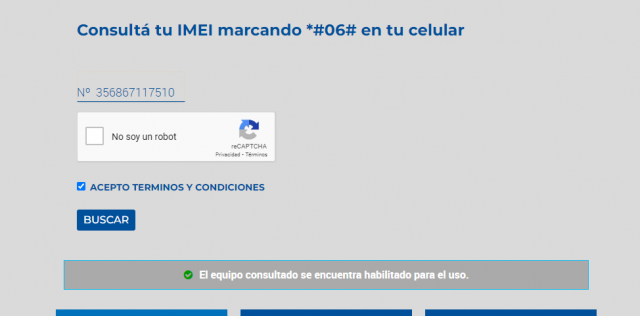 Consultá tu IMEI marcando *#06# en tu celular
Nº 356867117510
No soy un robot
reCAPTCHA
Privacidad - Términos
ACEPTO TERMINOS Y CONDICIONES
BUSCAR
El equipo consultado se encuentra habilitado para el uso.